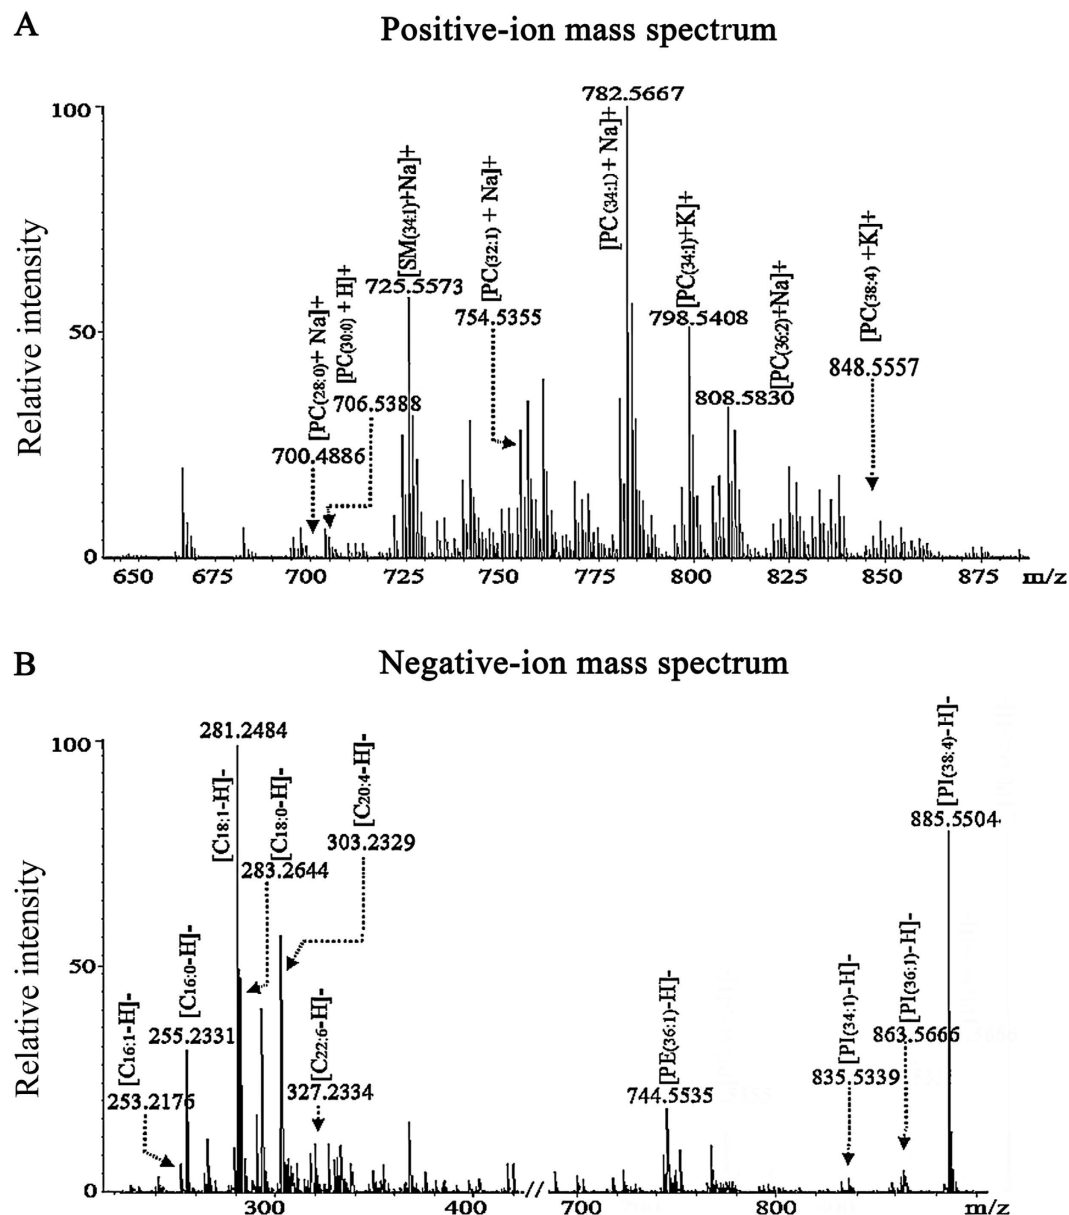 A
Positive-ion mass spectrum
Relative intensity
100
50
0
[PC(28:0)+ Na]+
700.4886
[PC(30:0) + H]+
706.5388
[SM(34:1)+Na]+
725.5573
[PC(32:1) + Na]+
754.5355
782.5667
[PC(34:1) + Na]+
[PC(34:1)+K]+
798.5408
[PC(36:2)+Na]+
808.5830
[PC(38:4) +K]+
848.5557
650 675 700 725 750 775 800 825 850 875 m/z
B
Negative-ion mass spectrum
Relative intensity
100
50
0
[C16:1-H]-
253.2176
[C16:0-H]-
255.2331
281.2484
[C18:1-H]-
[C18:0-H]-
283.2644
[C20:4-H]-
303.2329
[C22:6-H]-
327.2334
[PE(36:1)-H]-
744.5535
[PI(34:1)-H]-
835.5339
[PI(36:1)-H]-
863.5666
[PI(38:4)-H]-
885.5504
300 400 // 700 800 m/z